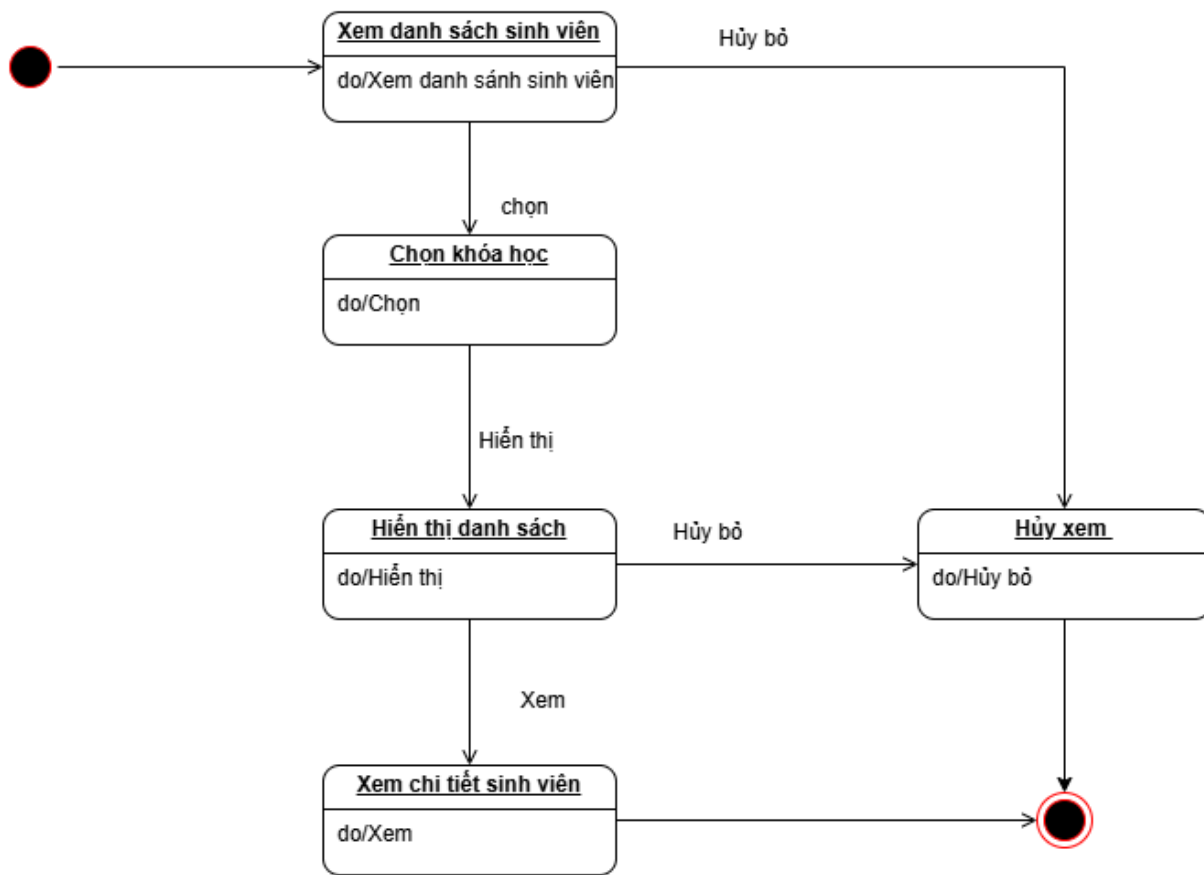 Xem danh sách sinh viên
Hủy bỏ
do/Xem danh sánh sinh viên
chọn
Chọn khóa học
do/Chọn
Hiển thị
Hiển thị danh sách
do/Hiển thị
Hủy bỏ
Hủy xem
do/Hủy bỏ
Xem
Xem chi tiết sinh viên
do/Xem